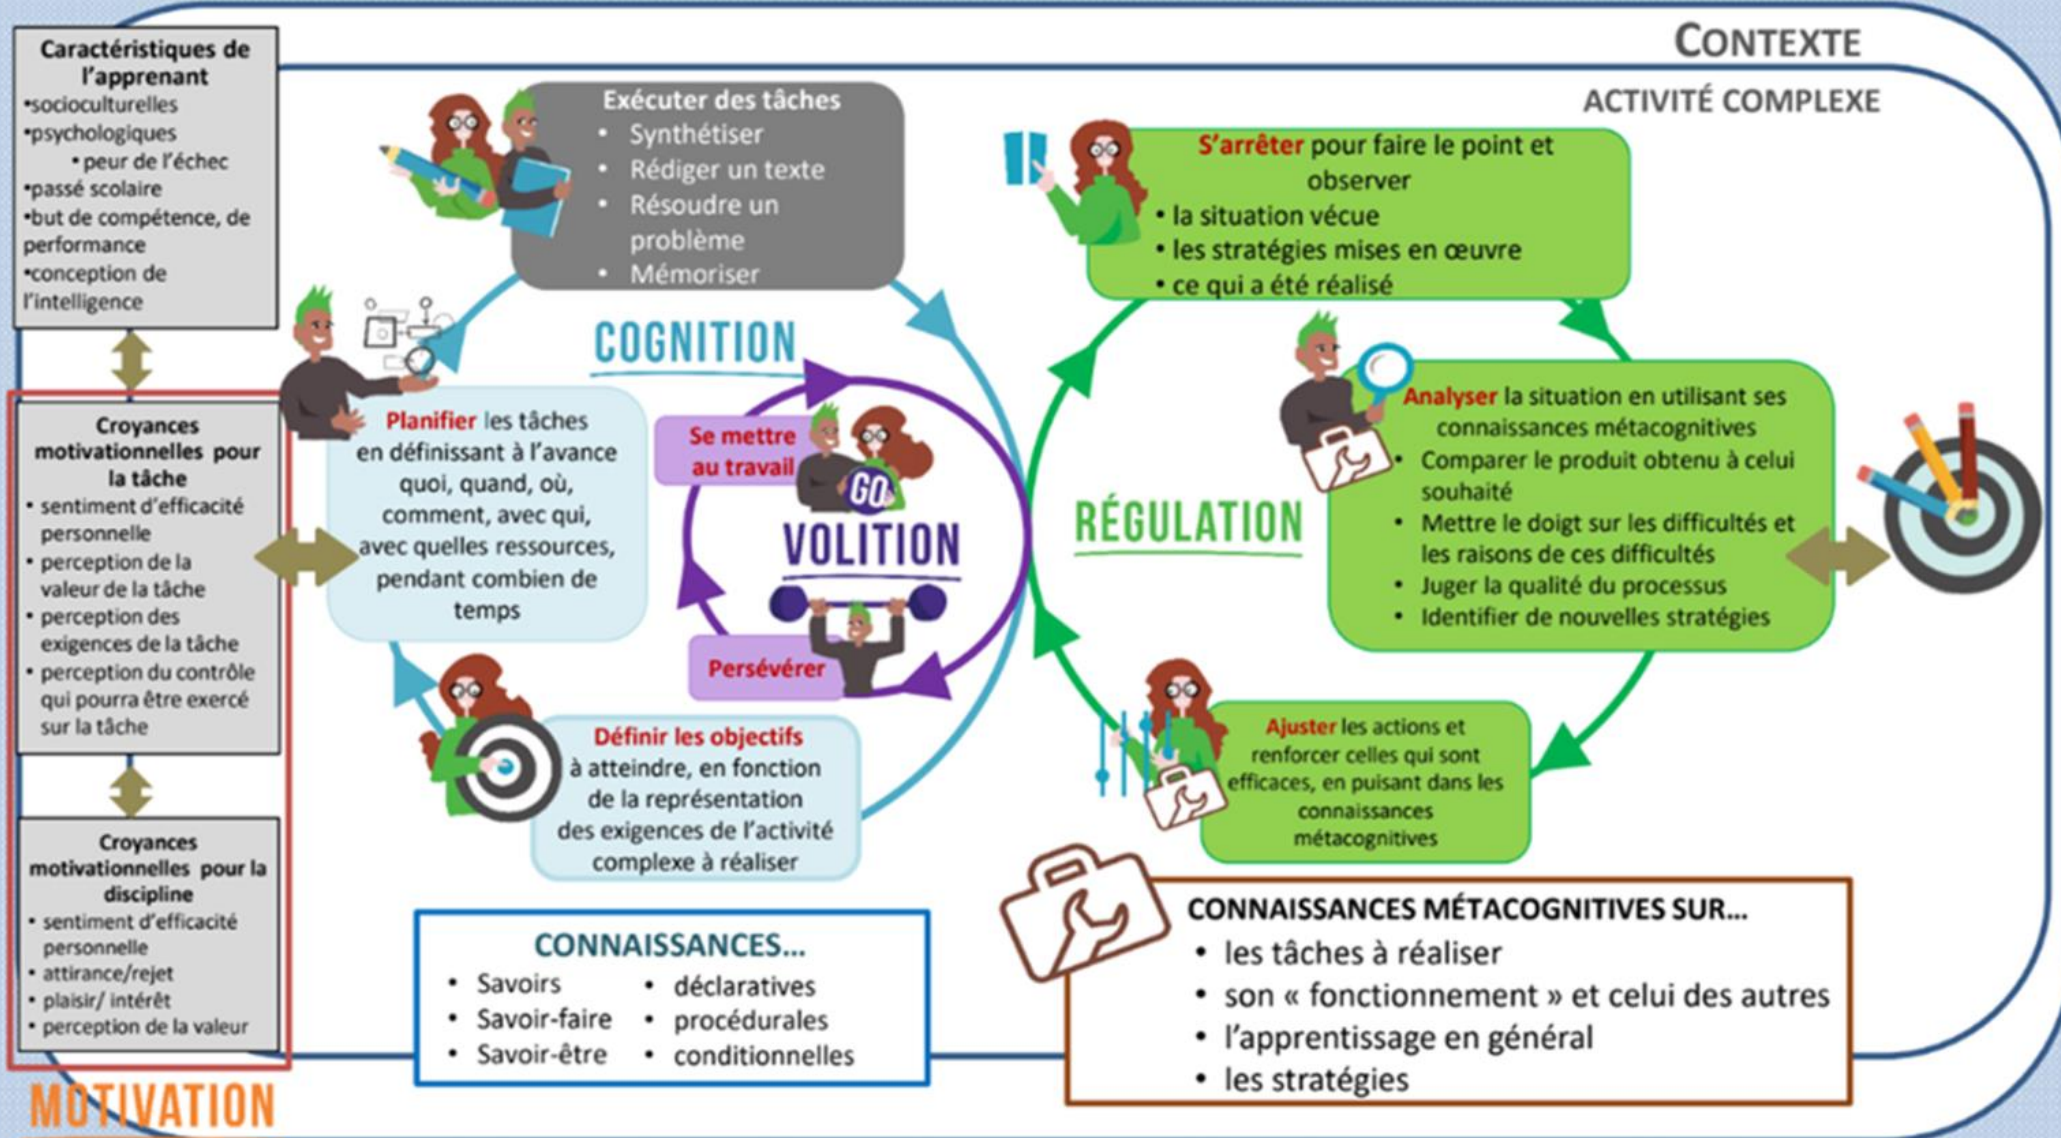 CONTEXTE
ACTIVITÉ COMPLEXE
Caractéristiques de
l'apprenant
•socioculturelles
•psychologiques
• peur de l'échec
•passé scolaire
•but de compétence, de
performance
•conception de
l'intelligence
Croyances
motivationnelles pour
la tâche
• sentiment d'efficacité
personnelle
• perception de la
valeur de la tâche
• perception des
exigences de la tâche
• perception du contrôle
qui pourra être exercé
sur la tâche
Croyances
motivationnelles pour la
discipline
• sentiment d'efficacité
personnelle
• attirance/rejet
• plaisir/ intérêt
• perception de la valeur
MOTIVATION
Exécuter des tâches
• Synthétiser
• Rédiger un texte
• Résoudre un
problème
• Mémoriser
COGNITION
Planifier les tâches
en définissant à l'avance
quoi, quand, où,
comment, avec qui,
avec quelles ressources,
pendant combien de
temps
Se mettre
au travail
GO
VOLITION
Persévérer
Définir les objectifs
à atteindre, en fonction
de la représentation
des exigences de l'activité
complexe à réaliser
CONNAISSANCES...
• Savoirs
• Savoir-faire
• Savoir-être
• déclaratives
• procédurales
• conditionnelles
S'arrêter pour faire le point et
observer
• la situation vécue
• les stratégies mises en œuvre
• ce qui a été réalisé
RÉGULATION
Analyser la situation en utilisant ses
connaissances métacognitives
• Comparer le produit obtenu à celui
souhaité
• Mettre le doigt sur les difficultés et
les raisons de ces difficultés
• Juger la qualité du processus
• Identifier de nouvelles stratégies
Ajuster les actions et
renforcer celles qui sont
efficaces, en puisant dans les
connaissances
métacognitives
CONNAISSANCES MÉTACOGNITIVES SUR...
• les tâches à réaliser
• son « fonctionnement » et celui des autres
• l'apprentissage en général
• les stratégies